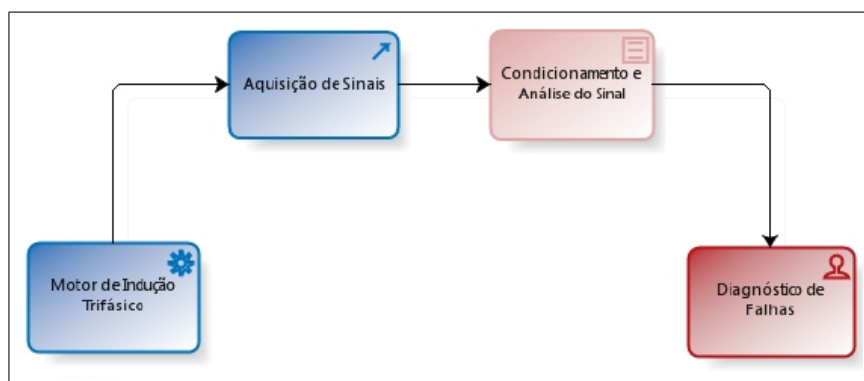 Aquisição de Sinais
Condicionamento e
Análise do Sinal
Motor de Indução
Trifásico
Diagnóstico de
Falhas